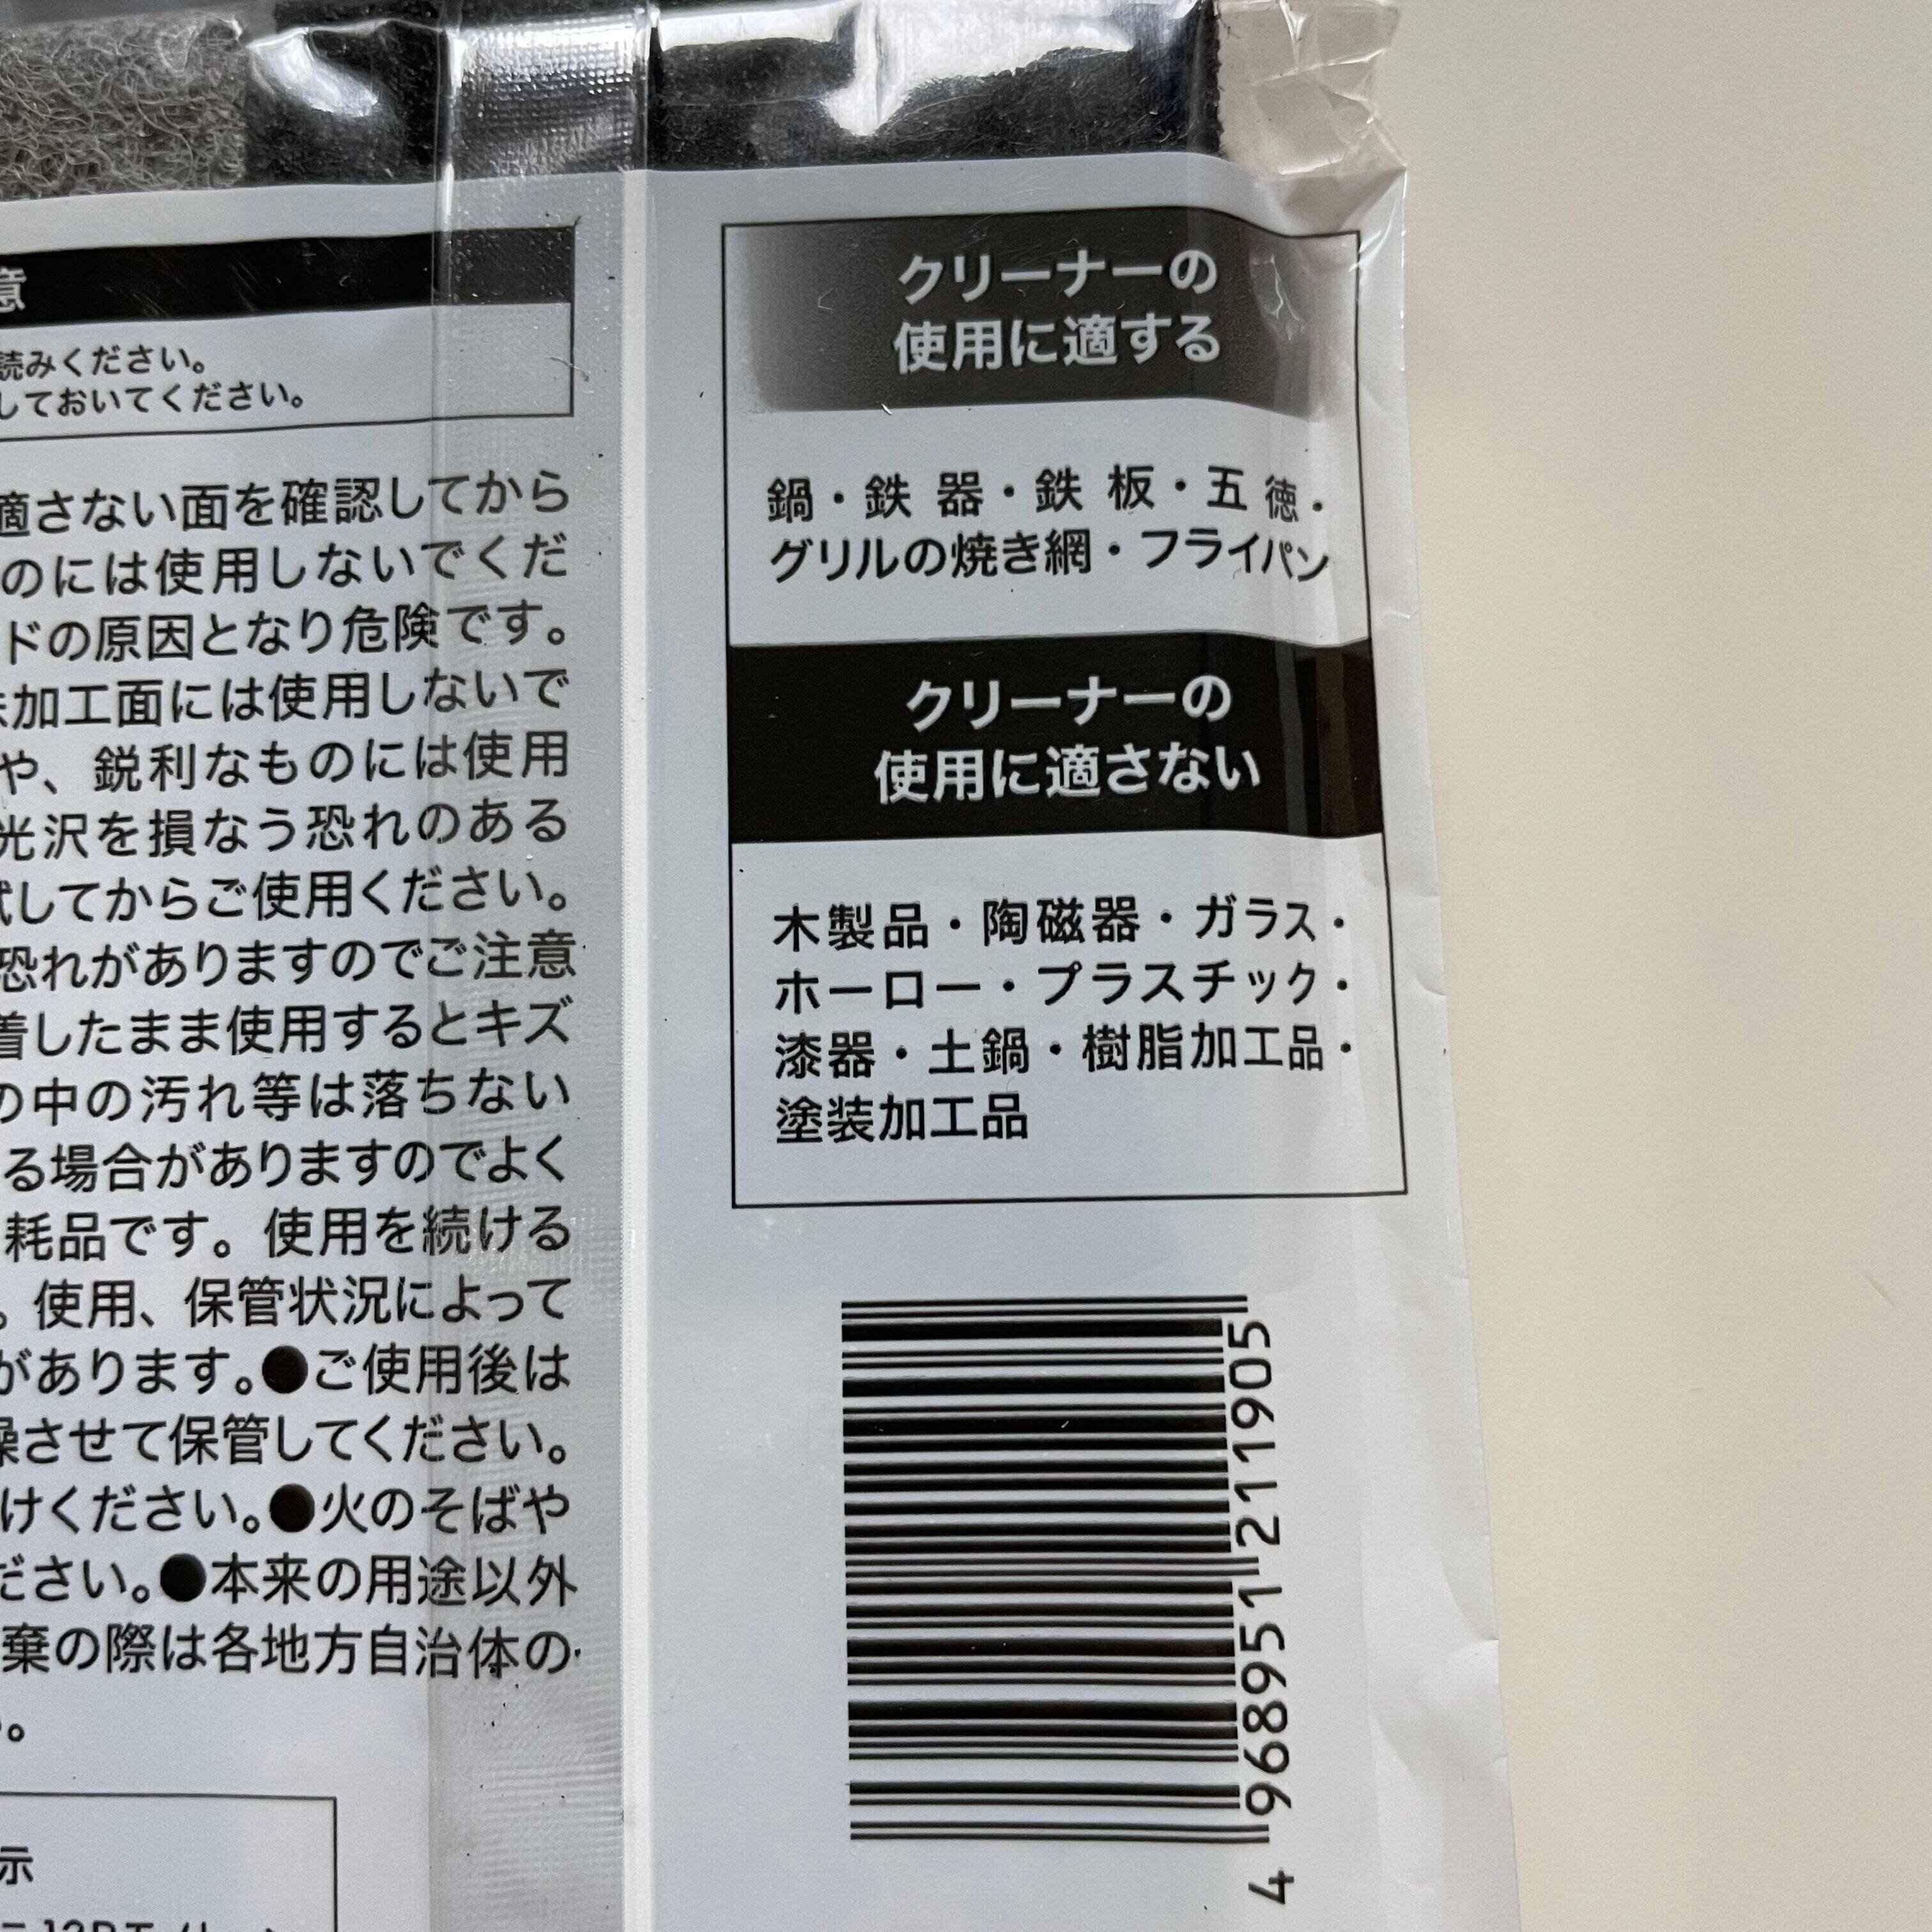 意
読みください。
しておいてください。
適さない面を確認してから
のには使用しないでくだ
ドの原因となり危険です。
加工面には使用しないで
や、鋭利なものには使用
光沢を損なう恐れのある
試してからご使用ください。
恐れがありますのでご注意
着したまま使用するとキズ
の中の汚れ等は落ちない
る場合がありますのでよく
耗品です。使用を続ける
。使用、保管状況によって
があります。●ご使用後は
燥させて保管してください。
けください。●火のそばや
ださい。●本来の用途以外
棄の際は各地方自治体の
い。
示
クリーナーの
使用に適する
鍋・鉄器・鉄板・五徳・
グリルの焼き網・フライパン
クリーナーの
使用に適さない
木製品・陶磁器・ガラス・
ホーロー・プラスチック・
漆器・土鍋・樹脂加工品・
塗装加工品
4 968951 211905